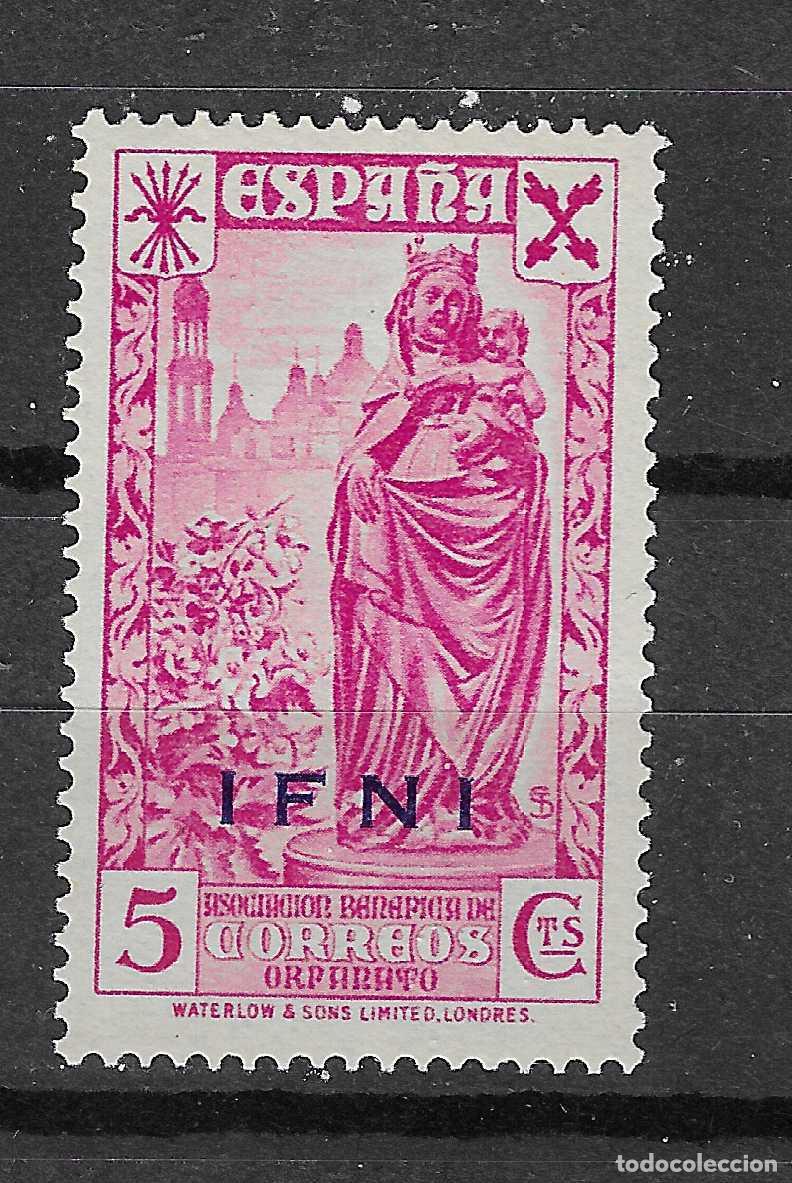 ESPAÑA
IFNI
5 ASOCIACION BENEFICA DE CTS
CORREOS
ORFANATO
WATERLOW & SONS LIMITED, LONDRES.
todocoleccion